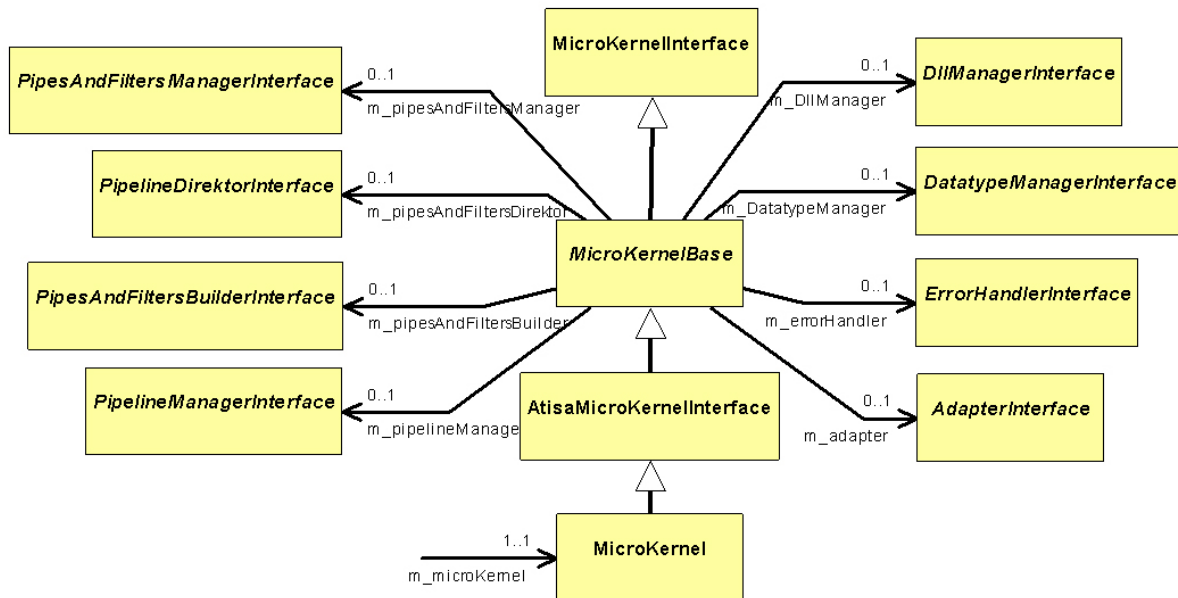 MicroKernelInterface
PipesAndFiltersManagerInterface
0..1
m_pipesAndFiltersManager
0..1
m_DllManager
DllManagerInterface
PipelineDirektorInterface
0..1
m_pipesAndFiltersDirektor
0..1
m_DatatypeManager
DatatypeManagerInterface
MicroKernelBase
PipesAndFiltersBuilderInterface
0..1
m_pipesAndFiltersBuilder
0..1
m_errorHandler
ErrorHandlerInterface
PipelineManagerInterface
0..1
m_pipelineManage
AtisaMicroKernelInterface
0..1
m_adapter
AdapterInterface
1..1
m_microKernel
MicroKernel